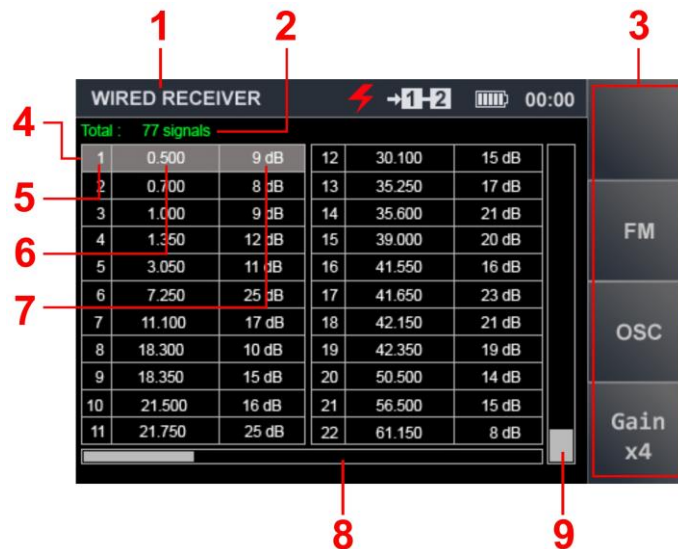 1 2 3
WIRED RECEIVER →1-2 00:00
Total : 77 signals
4
5
6
7
1 0.500 9 dB 12 30.100 15 dB
2 0.700 8 dB 13 35.250 17 dB
3 1.000 9 dB 14 35.600 21 dB
4 1.350 12 dB 15 39.000 20 dB
5 3.050 11 dB 16 41.550 16 dB
6 7.250 25 dB 17 41.650 23 dB
7 11.100 17 dB 18 42.150 21 dB
8 18.300 10 dB 19 42.350 19 dB
9 18.350 15 dB 20 50.500 14 dB
10 21.500 16 dB 21 56.500 15 dB
11 21.750 25 dB 22 61.150 8 dB
FM
OSC
Gain
x4
8 9